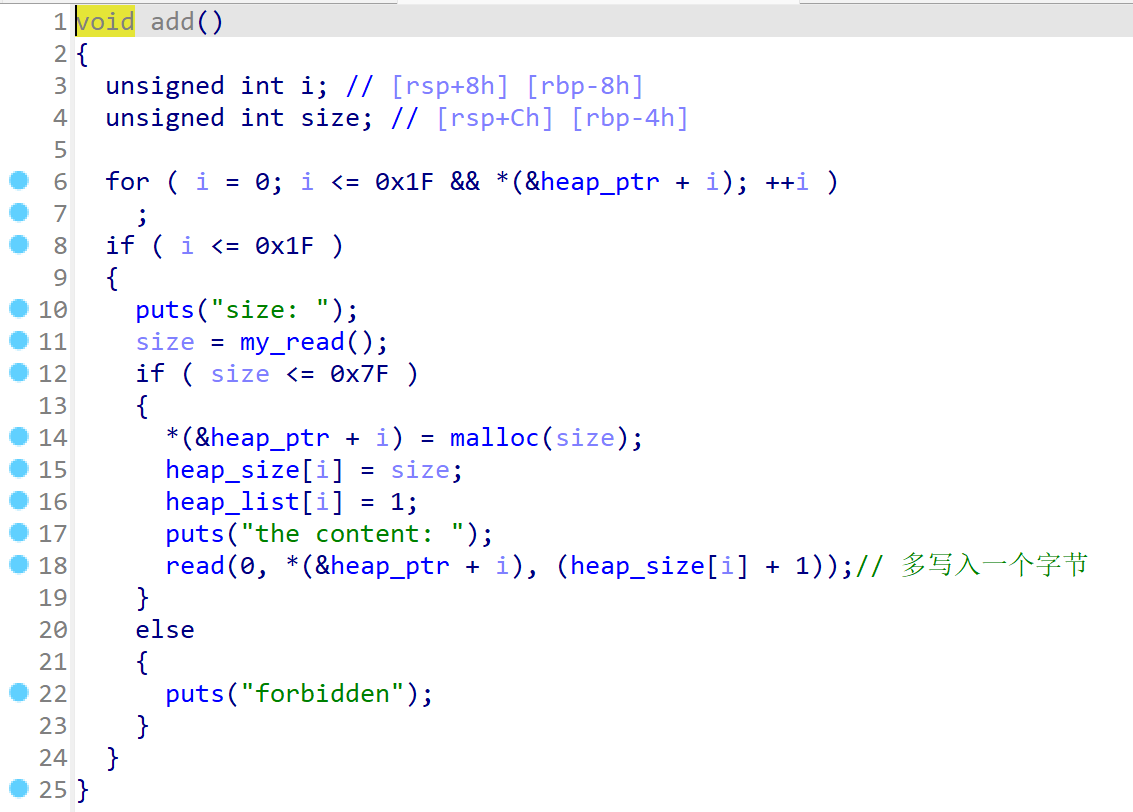 1 void add()
2 {
3 unsigned int i; // [rsp+8h] [rbp-8h]
4 unsigned int size; // [rsp+Ch] [rbp-4h]
5
6 for ( i = 0; i <= 0x1F && *(&heap_ptr + i); ++i )
7 ;
8 if ( i <= 0x1F )
9 {
10 puts("size: ");
11 size = my_read();
12 if ( size <= 0x7F )
13 {
14 *(&heap_ptr + i) = malloc(size);
15 heap_size[i] = size;
16 heap_list[i] = 1;
17 puts("the content: ");
18 read(0, *(&heap_ptr + i), (heap_size[i] + 1));// 多写入一个字节
19 }
20 else
21 {
22 puts("forbidden");
23 }
24 }
25 }